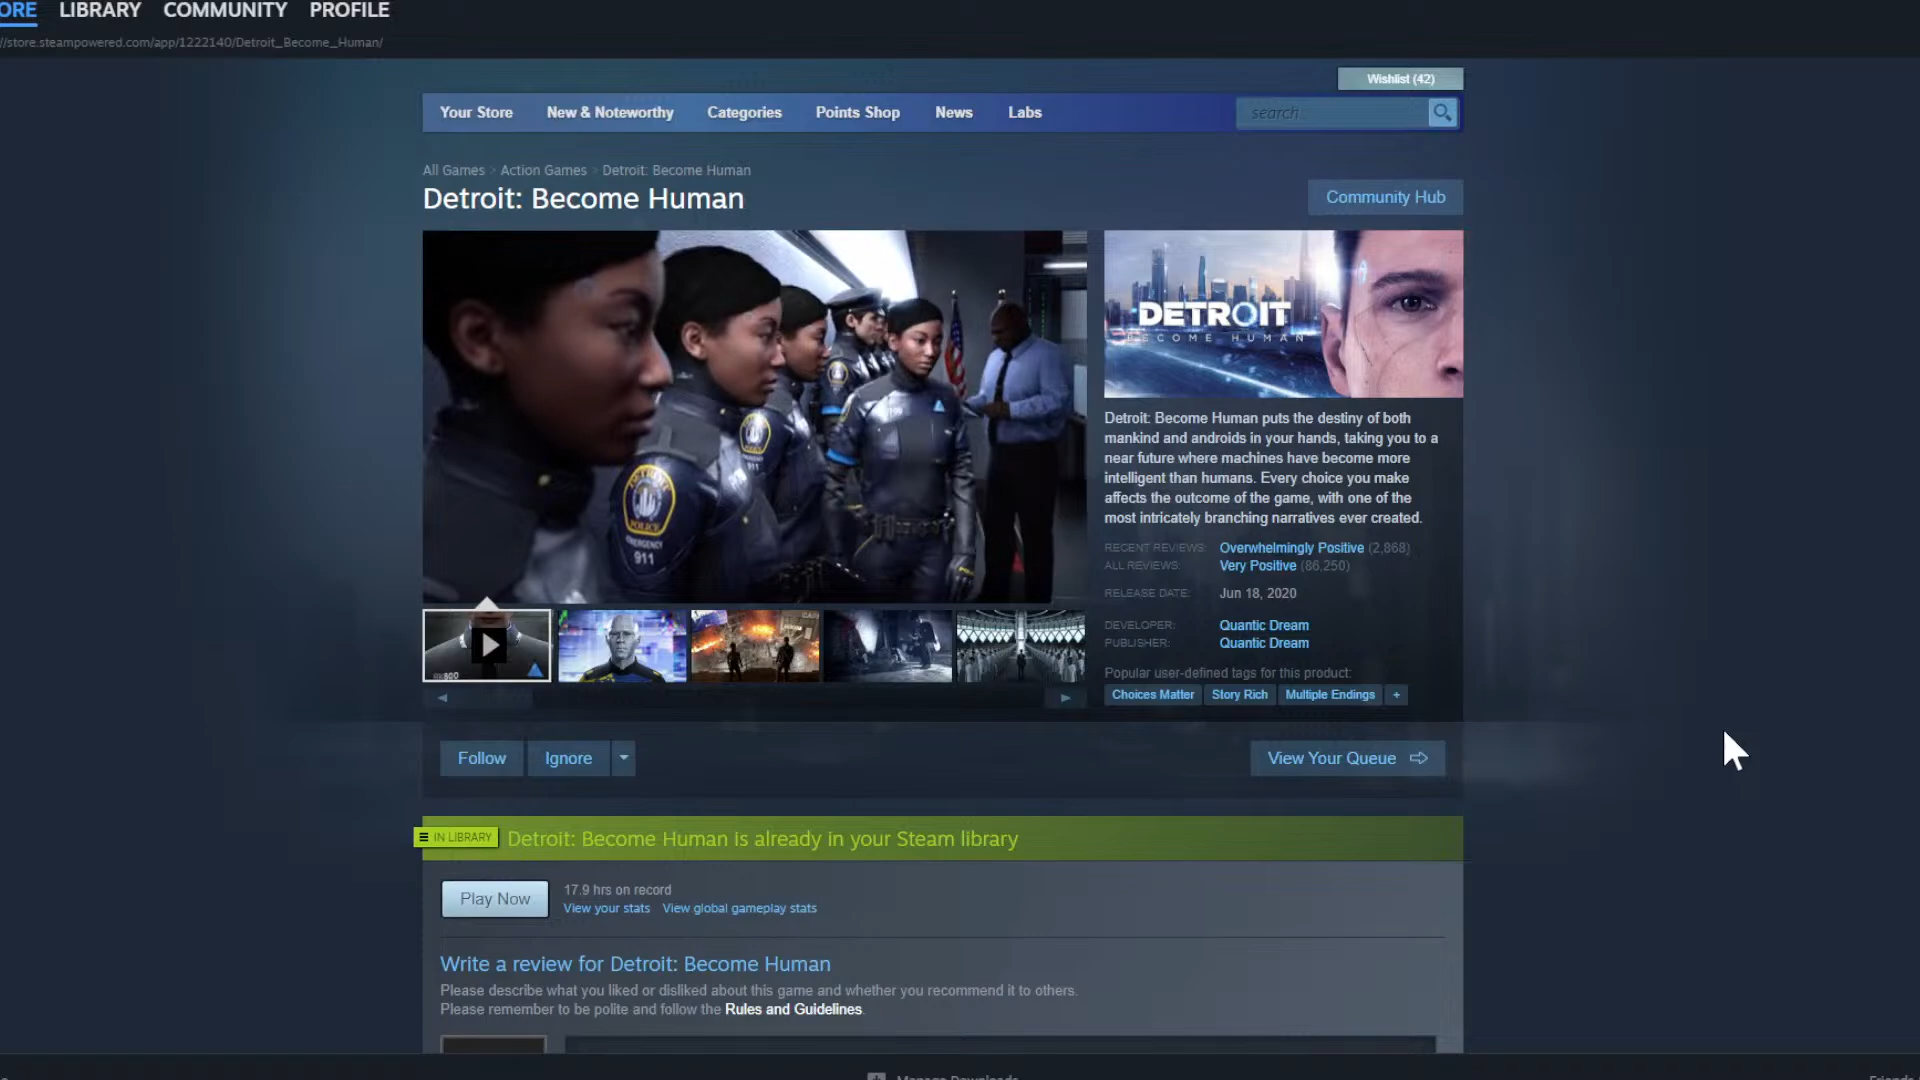 ORE LIBRARY COMMUNITY PROFILE
//store.steampowered.com/app/1222140/Detroit_Become_Human/
Wishlist (42)
Your Store New & Noteworthy Categories Points Shop News Labs search
All Games > Action Games > Detroit: Become Human
Detroit: Become Human
Community Hub
DETROIT
POLICE
EMERGENCY
911
911
DETROIT
BECOME HUMAN
Detroit: Become Human puts the destiny of both
mankind and androids in your hands, taking you to a
near future where machines have become more
intelligent than humans. Every choice you make
affects the outcome of the game, with one of the
most intricately branching narratives ever created.
RECENT REVIEWS: Overwhelmingly Positive (2,868)
ALL REVIEWS: Very Positive (86,250)
RELEASE DATE: Jun 18, 2020
DEVELOPER: Quantic Dream
PUBLISHER: Quantic Dream
Popular user-defined tags for this product:
Choices Matter Story Rich Multiple Endings +
Follow Ignore View Your Queue
IN LIBRARY Detroit: Become Human is already in your Steam library
Play Now
17.9 hrs on record
View your stats View global gameplay stats
Write a review for Detroit: Become Human
Please describe what you liked or disliked about this game and whether you recommend it to others.
Please remember to be polite and follow the Rules and Guidelines.
Manage Downloads
Friends